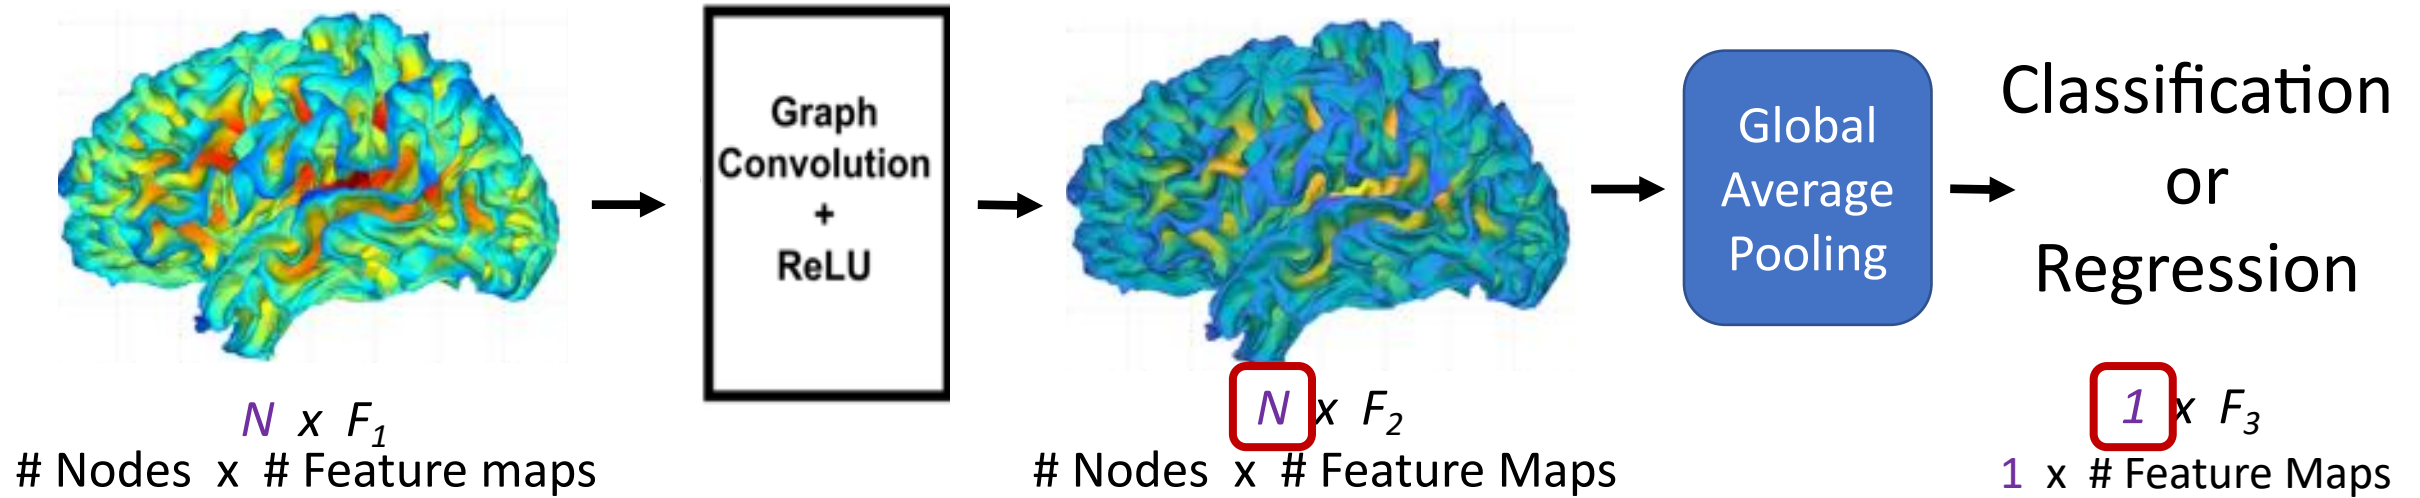 Graph
Convolution
+
ReLU
Global
Average
Pooling
Classification
or
Regression
N x F1
# Nodes x # Feature maps
N x F2
# Nodes x # Feature Maps
1 x F3
1 x # Feature Maps